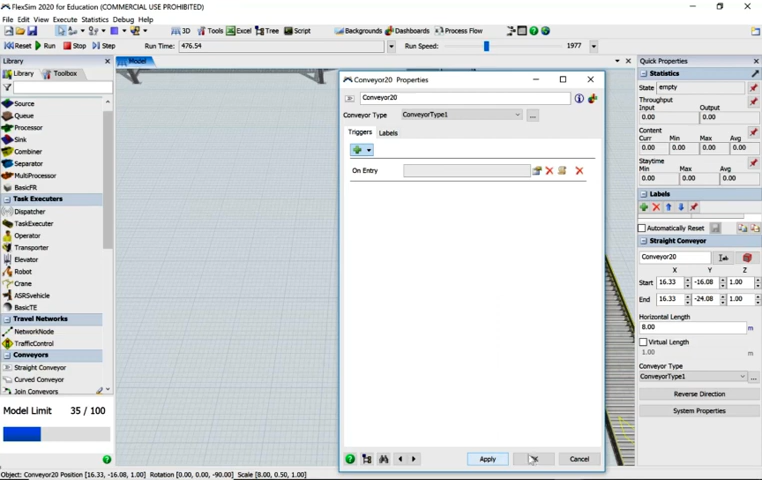 FlexSim 2020 for Education (COMMERCIAL USE PROHIBITED)
File Edit View Execute Statistics Debug Help
3D Tools Excel Tree Script Backgrounds Dashboards Process Flow
Reset Run Stop Step Run Time: 476.54 Run Speed: 1977
Library
Library Toolbox
Source
Queue
Processor
Sink
Combiner
Separator
MultiProcessor
BasicFR
Task Executers
Dispatcher
TaskExecuter
Operator
Transporter
Elevator
Robot
Crane
ASRSvehicle
BasicTE
Travel Networks
NetworkNode
TrafficControl
Conveyors
Straight Conveyor
Curved Conveyor
Join Conveyors
Model Limit 35 / 100
Model
Conveyor20 Properties
Conveyor20
Conveyor Type ConveyorType1
Triggers Labels
On Entry
Apply Cancel
Quick Properties
Statistics
State empty
Throughput
Input Output
0.00 0.00
Content
Curr Min Max Avg
0.00 0.00 0.00 0.00
Staytime
Min Max Avg
0.00 0.00 0.00
Labels
Automatically Reset
Straight Conveyor
Conveyor20
X Y Z
Start 16.33 -16.08 1.00
End 16.33 -24.08 1.00
Horizontal Length
8.00 m
Virtual Length
1.00 m
Conveyor Type
ConveyorType1
Reverse Direction
System Properties
Object: Conveyor20 Position [16.33, -16.08, 1.00] Rotation [0.00, 0.00, -90.00] Scale [8.00, 0.50, 1.00]